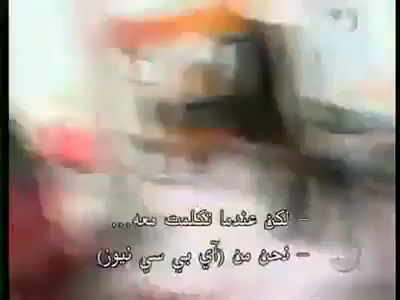 - لكن عندما تكلمت معه...
- نحن من (آي بي سي نيوز)